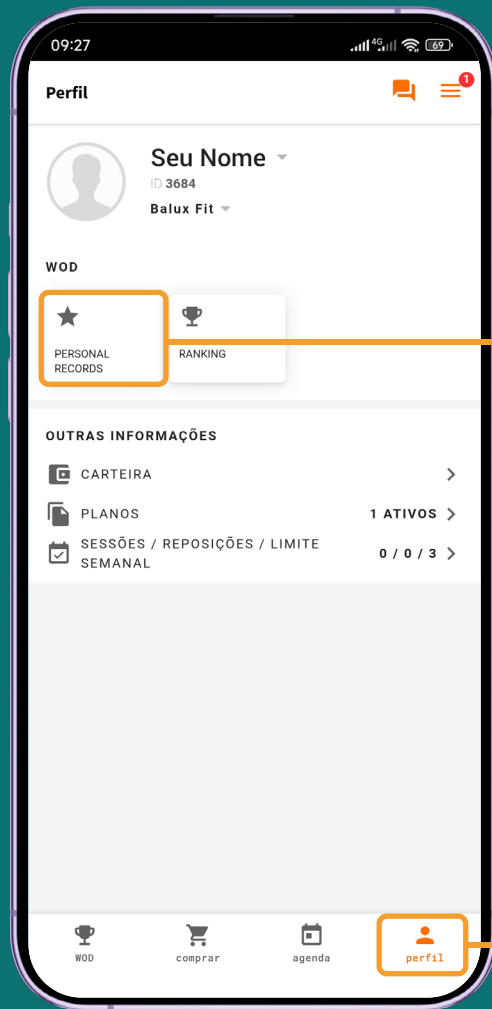 09:27
4G
69
Perfil
1
Seu Nome
ID 3684
Balux Fit
WOD
PERSONAL
RECORDS
RANKING
OUTRAS INFORMAÇÕES
CARTEIRA
PLANOS
1 ATIVOS
SESSÕES / REPOSIÇÕES / LIMITE
SEMANAL
0 / 0 / 3
WOD
comprar
agenda
perfil